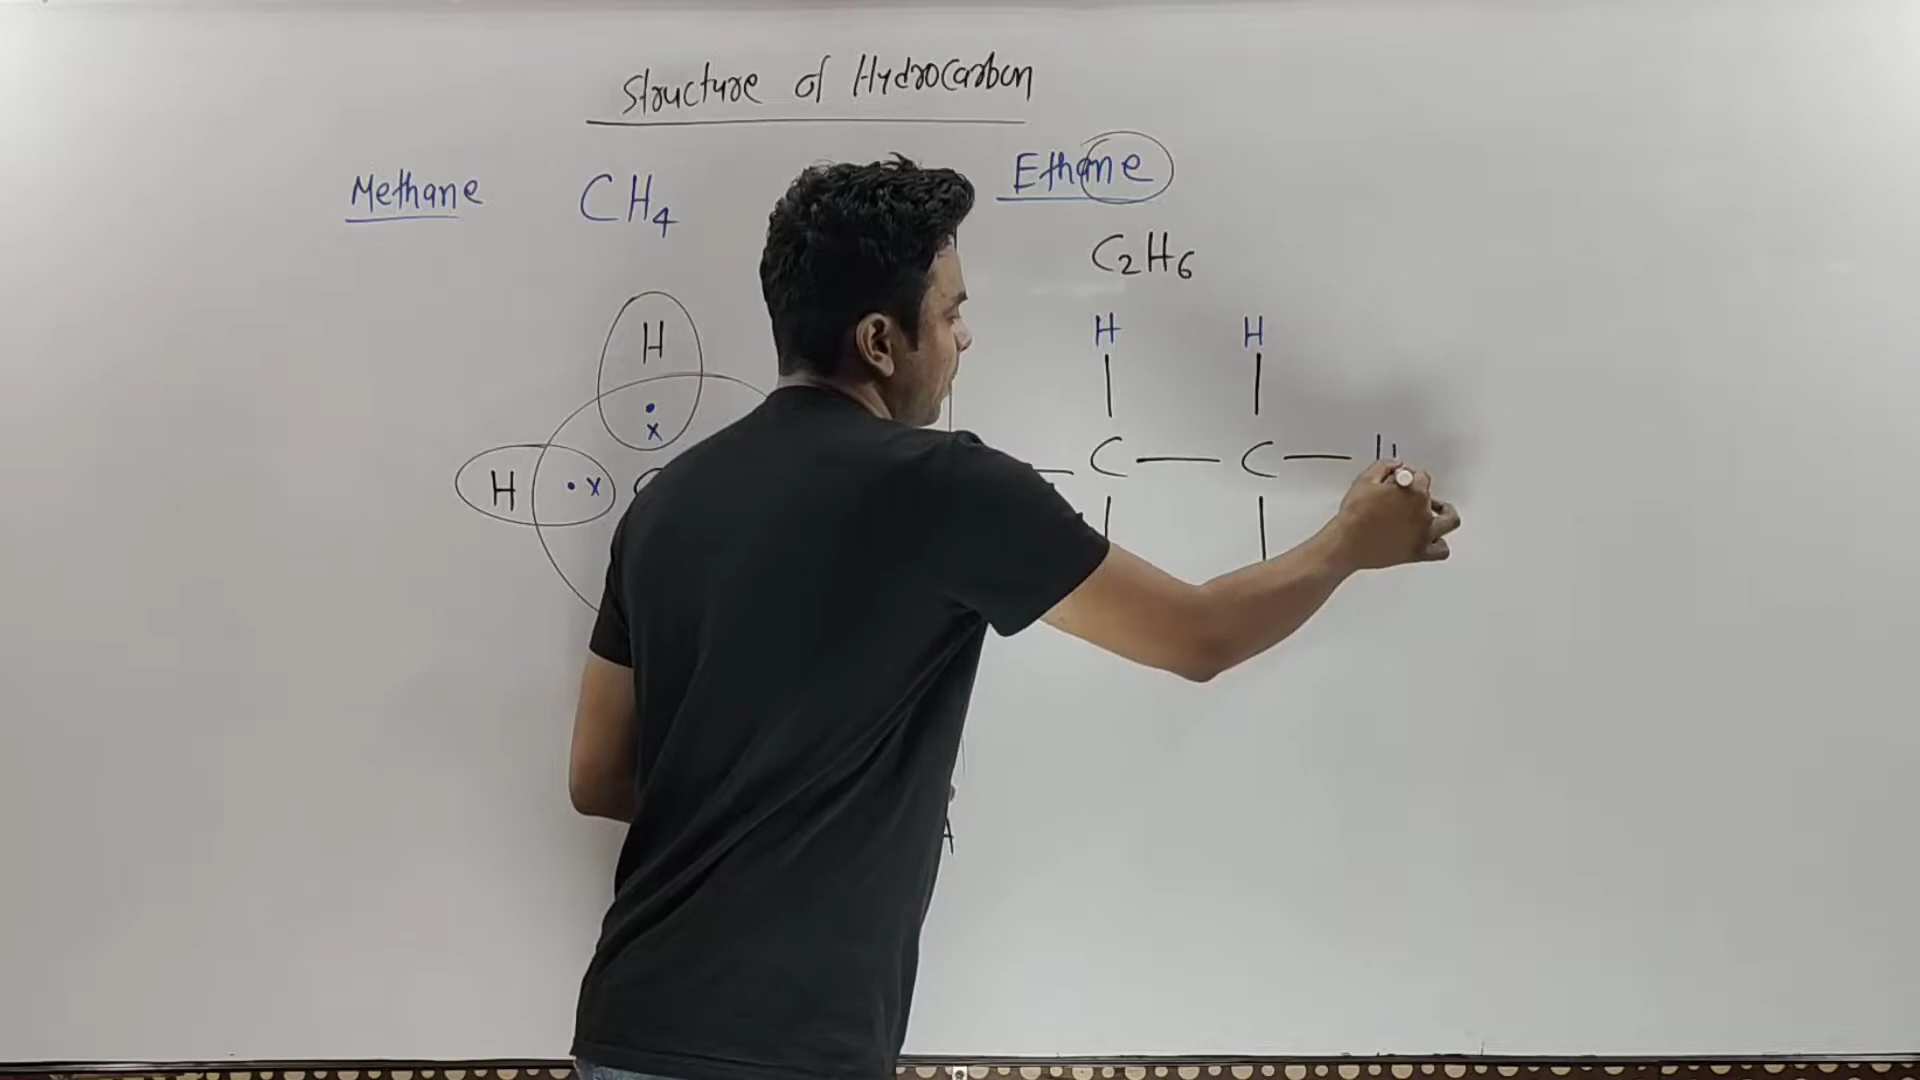 Structure of Hydrocarbon
Methane CH4
Ethane
C2H6
H
H x C
H H
C — C — H